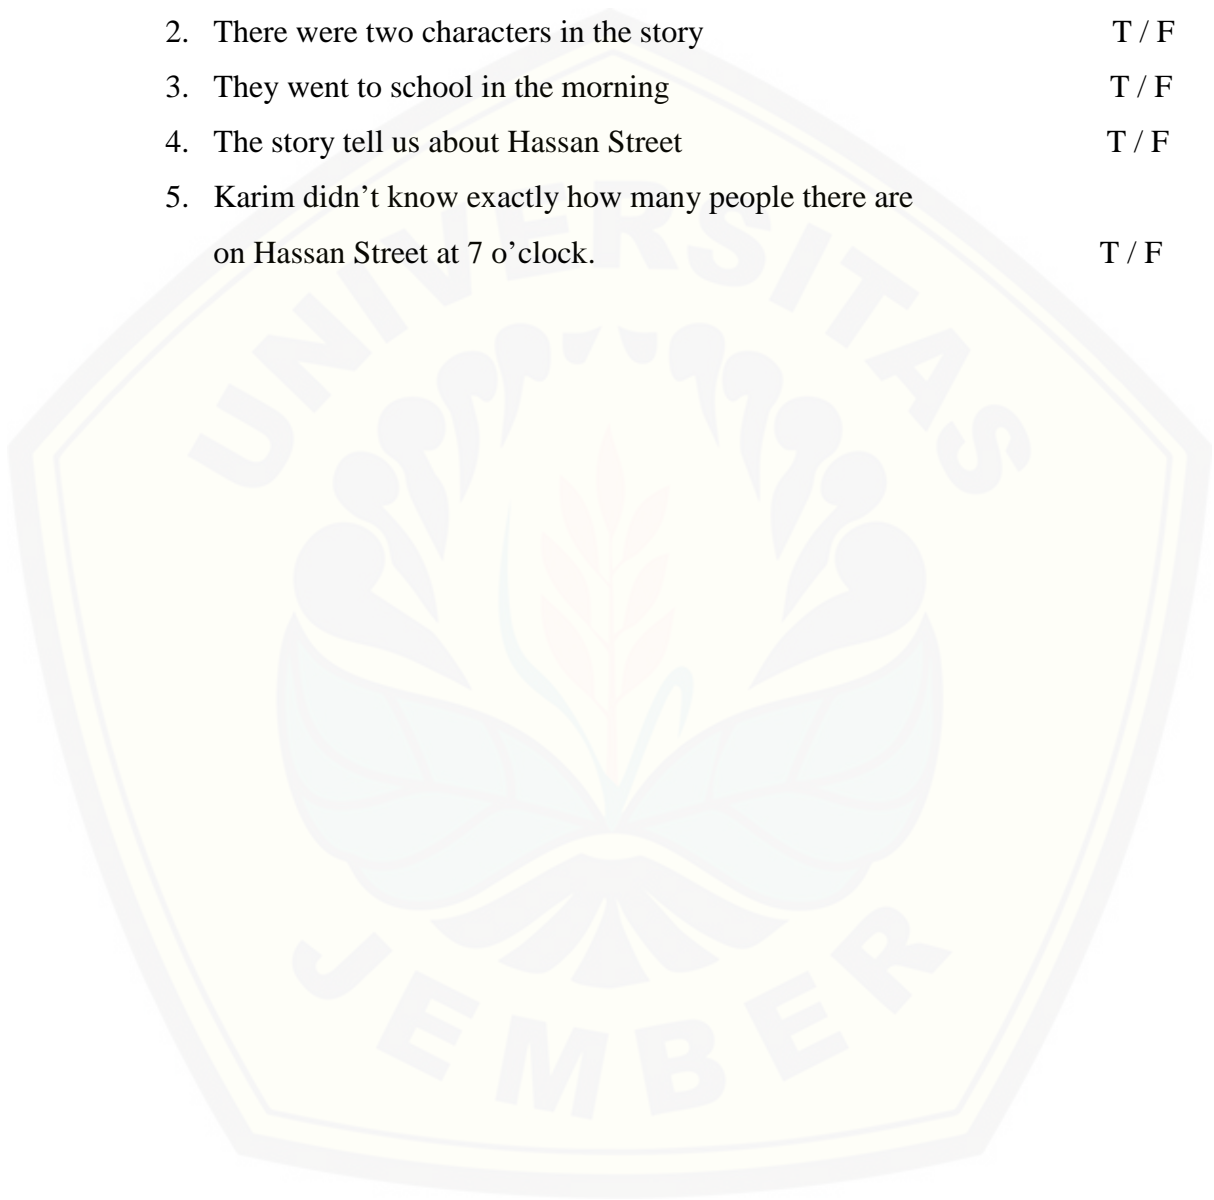 2. There were two characters in the story T / F
3. They went to school in the morning T / F
4. The story tell us about Hassan Street T / F
5. Karim didn't know exactly how many people there are
on Hassan Street at 7 o'clock. T / F
UNIVERSITAS
JEMBER